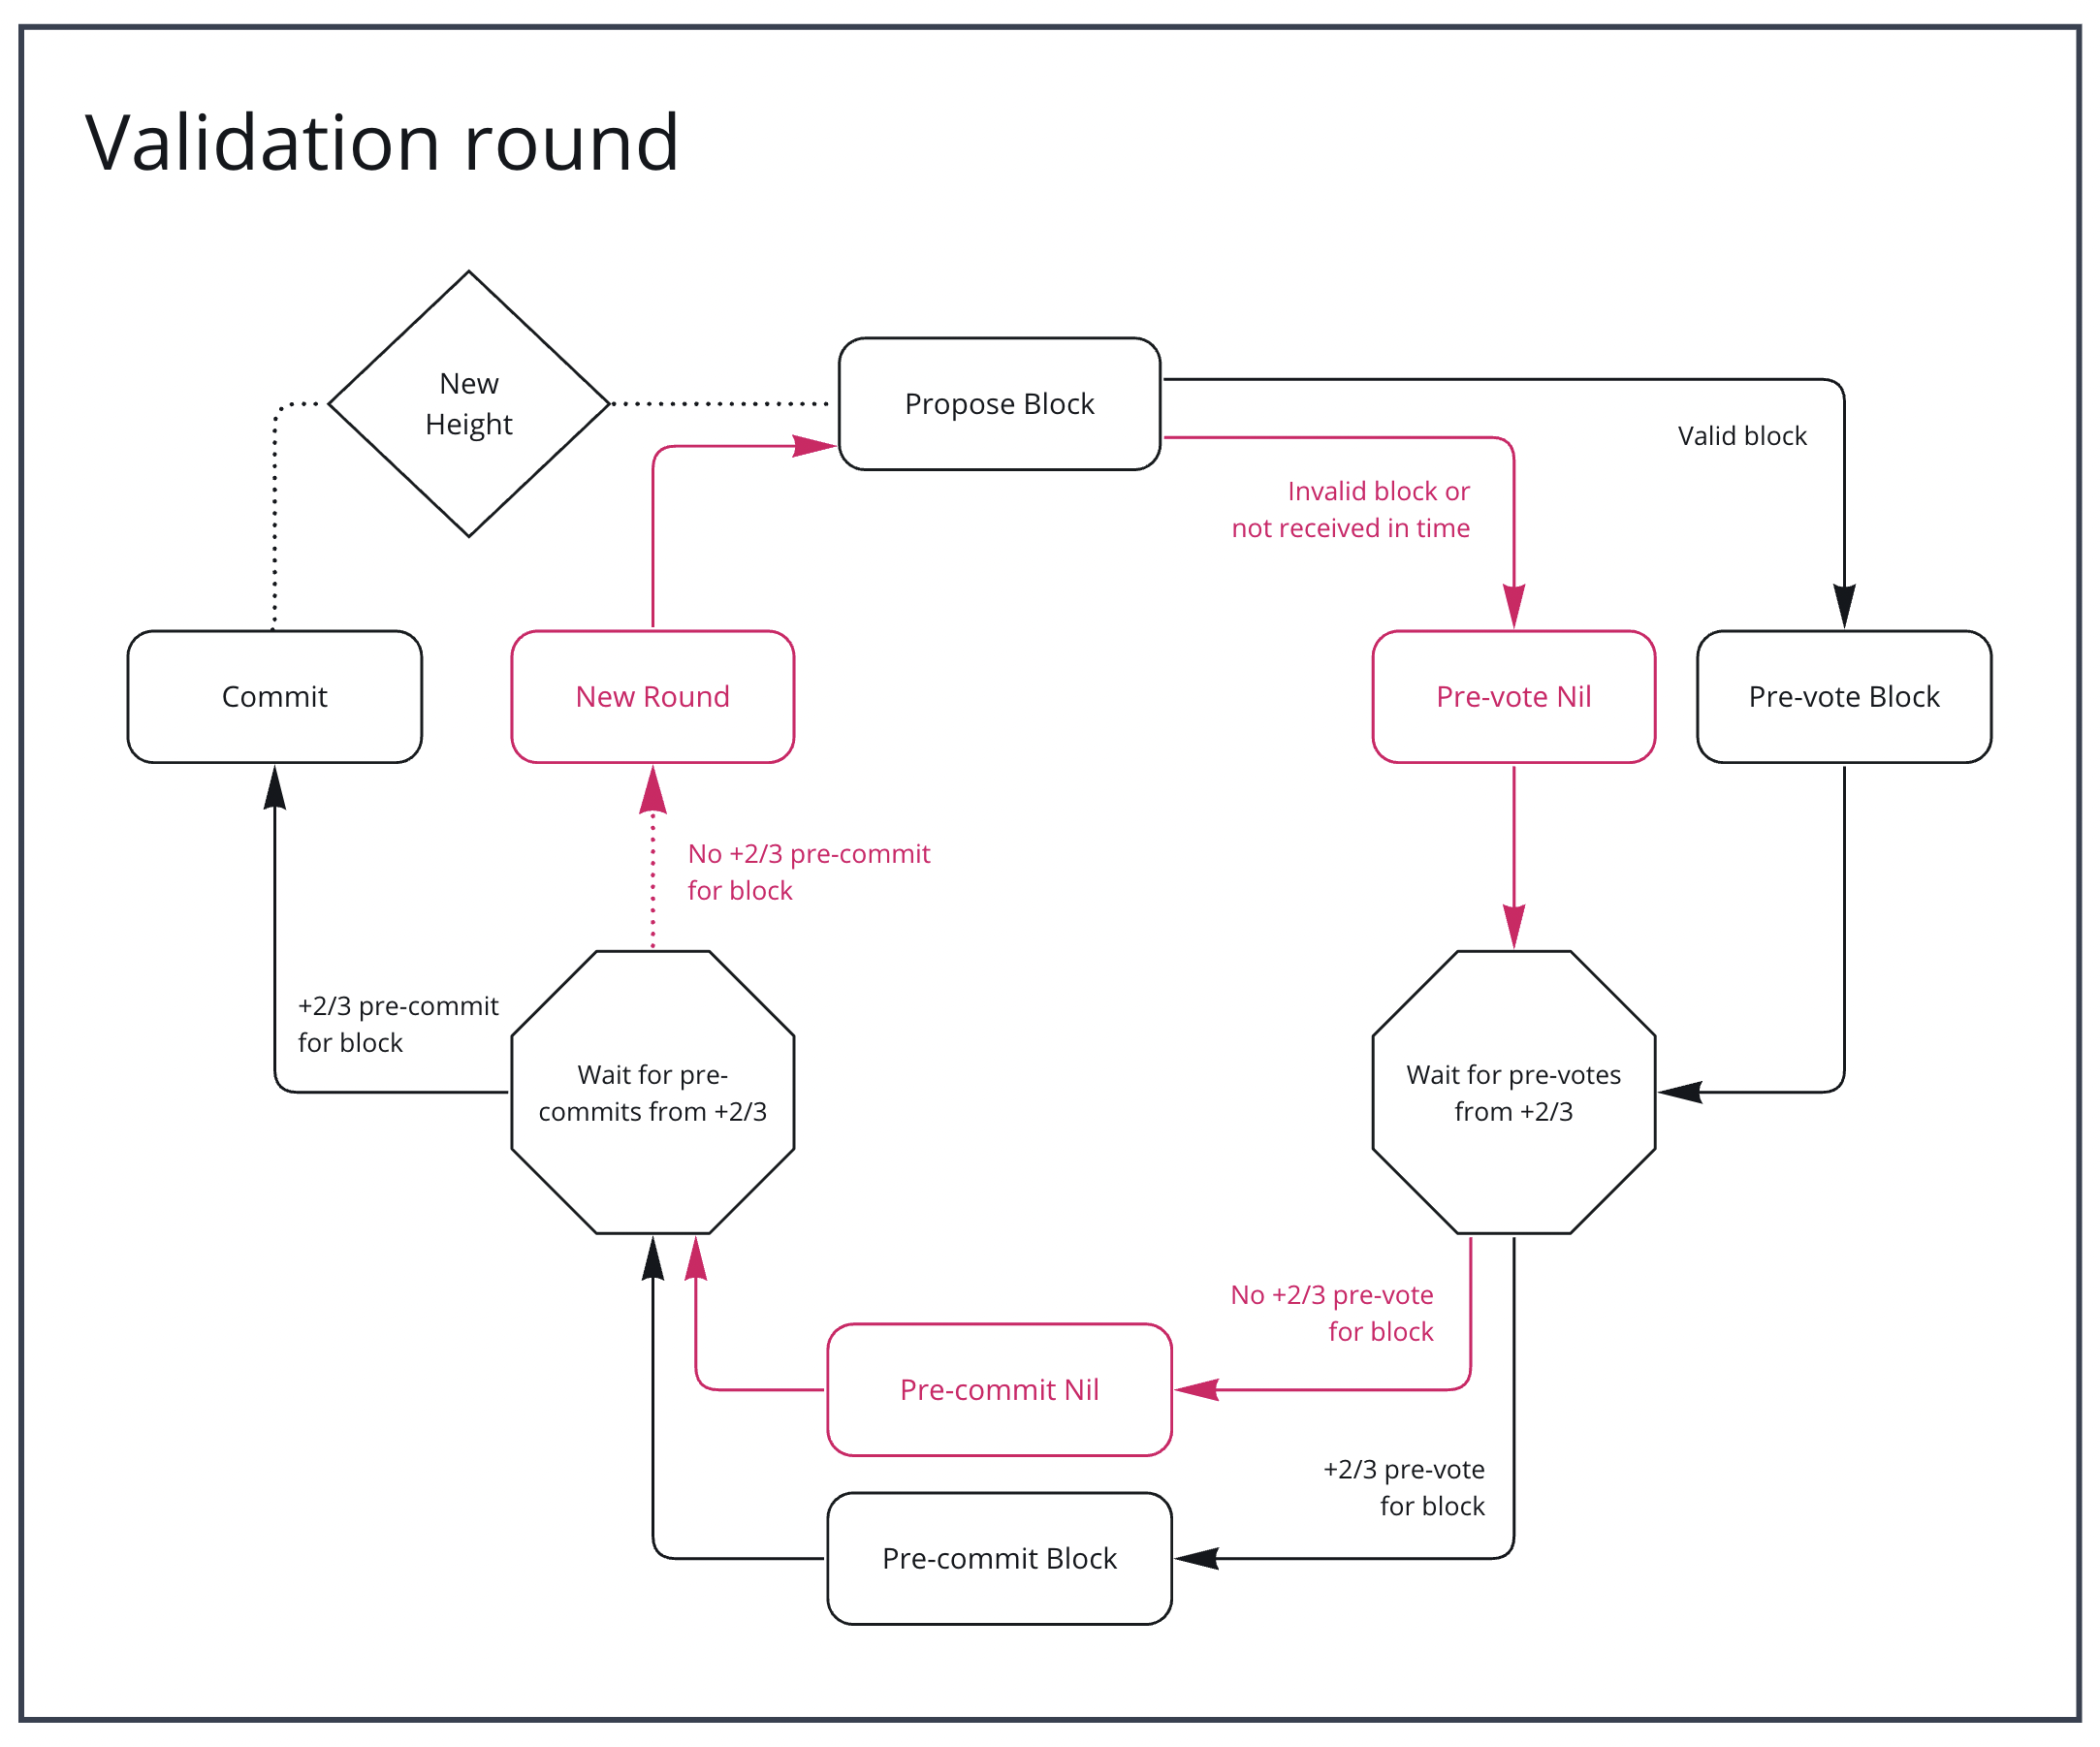 Validation round
New
Height
Propose Block
Valid block
Invalid block or
not received in time
Commit
New Round
Pre-vote Nil
Pre-vote Block
No +2/3 pre-commit
for block
+2/3 pre-commit
for block
Wait for pre-
commits from +2/3
Wait for pre-votes
from +2/3
No +2/3 pre-vote
for block
Pre-commit Nil
+2/3 pre-vote
for block
Pre-commit Block